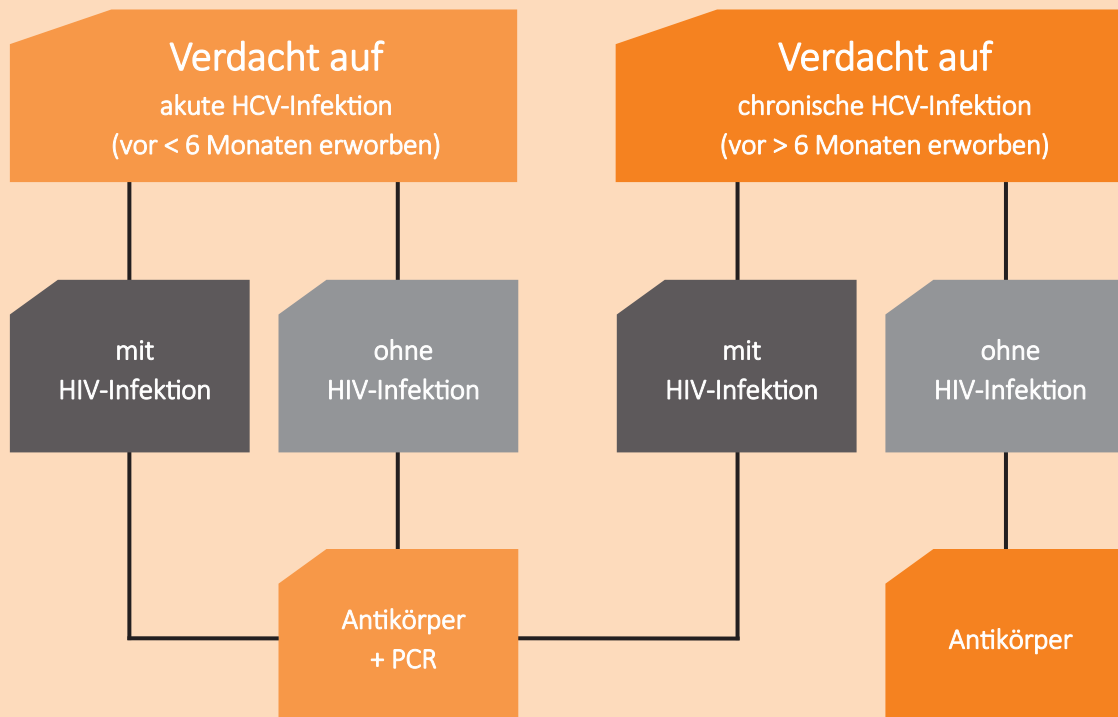 Verdacht auf
akute HCV-Infektion
(vor < 6 Monaten erworben)
Verdacht auf
chronische HCV-Infektion
(vor > 6 Monaten erworben)
mit
HIV-Infektion
ohne
HIV-Infektion
mit
HIV-Infektion
ohne
HIV-Infektion
Antikörper
+ PCR
Antikörper